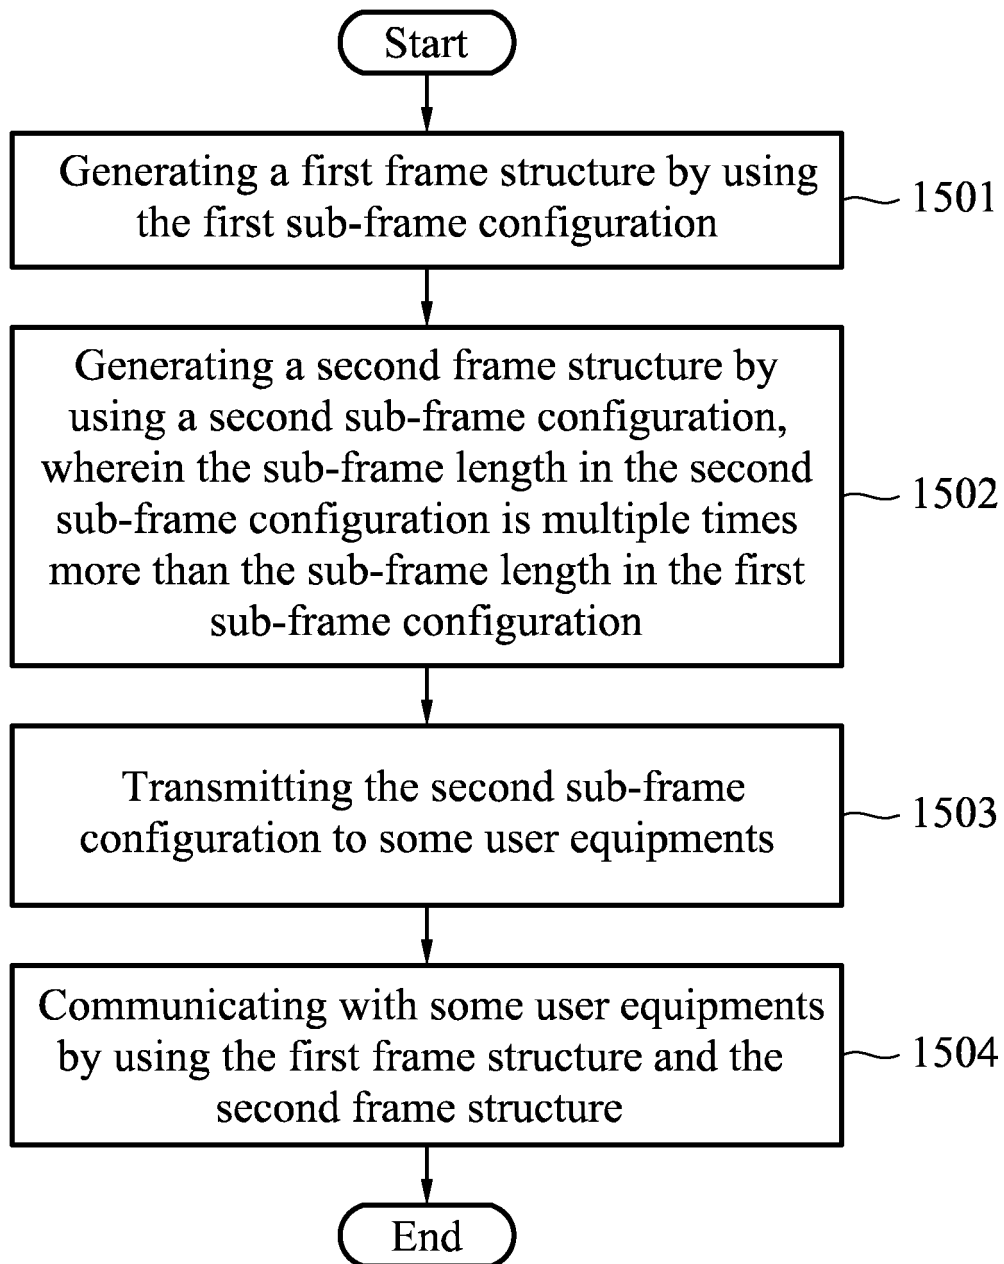 Start
Generating a first frame structure by using
the first sub-frame configuration
1501
Generating a second frame structure by
using a second sub-frame configuration,
wherein the sub-frame length in the second
sub-frame configuration is multiple times
more than the sub-frame length in the first
sub-frame configuration
1502
Transmitting the second sub-frame
configuration to some user equipments
1503
Communicating with some user equipments
by using the first frame structure and the
second frame structure
1504
End